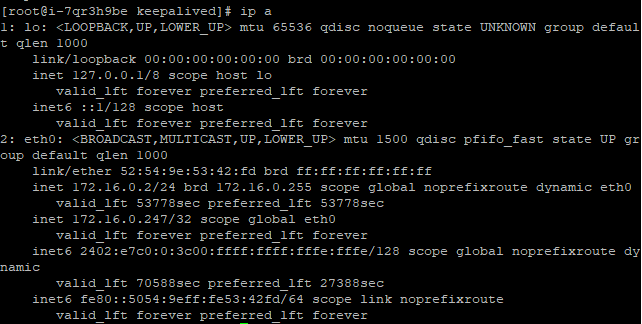 [root@i-7qr3h9be keepalived]# ip a
1: lo: <LOOPBACK,UP,LOWER_UP> mtu 65536 qdisc noqueue state UNKNOWN group defaul
t qlen 1000
    link/loopback 00:00:00:00:00:00 brd 00:00:00:00:00:00
    inet 127.0.0.1/8 scope host lo
       valid_lft forever preferred_lft forever
    inet6 ::1/128 scope host
       valid_lft forever preferred_lft forever
2: eth0: <BROADCAST,MULTICAST,UP,LOWER_UP> mtu 1500 qdisc pfifo_fast state UP gr
oup default qlen 1000
    link/ether 52:54:9e:53:42:fd brd ff:ff:ff:ff:ff:ff
    inet 172.16.0.2/24 brd 172.16.0.255 scope global noprefixroute dynamic eth0
       valid_lft 53778sec preferred_lft 53778sec
    inet 172.16.0.247/32 scope global eth0
       valid_lft forever preferred_lft forever
    inet6 2402:e7c0:0:3c00:ffff:ffff:fffe:fffe/128 scope global noprefixroute dy
namic
       valid_lft 70588sec preferred_lft 27388sec
    inet6 fe80::5054:9eff:fe53:42fd/64 scope link noprefixroute
       valid_lft forever preferred_lft forever